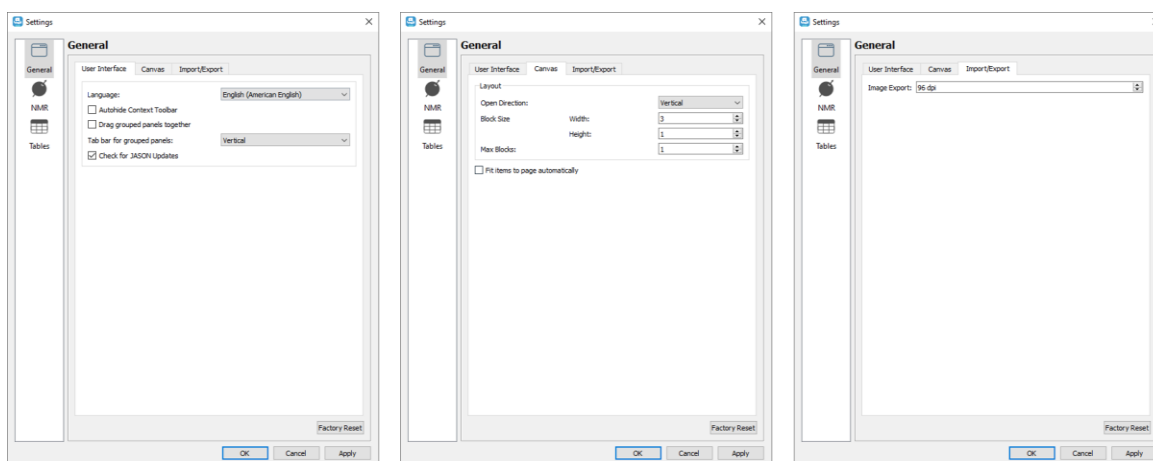 Settings
General
General
NMR
Tables
User Interface
Canvas
Import/Export
Language:
English (American English)
Autohide Context Toolbar
Drag grouped panels together
Tab bar for grouped panels:
Vertical
Check for JASON Updates
Factory Reset
OK
Cancel
Apply
Settings
General
General
NMR
Tables
User Interface
Canvas
Import/Export
Layout
Open Direction:
Vertical
Block Size
Width:
3
Height:
1
Max Blocks:
1
Fit items to page automatically
Factory Reset
OK
Cancel
Apply
Settings
General
General
NMR
Tables
User Interface
Canvas
Import/Export
Image Export:
96 dpi
Factory Reset
OK
Cancel
Apply